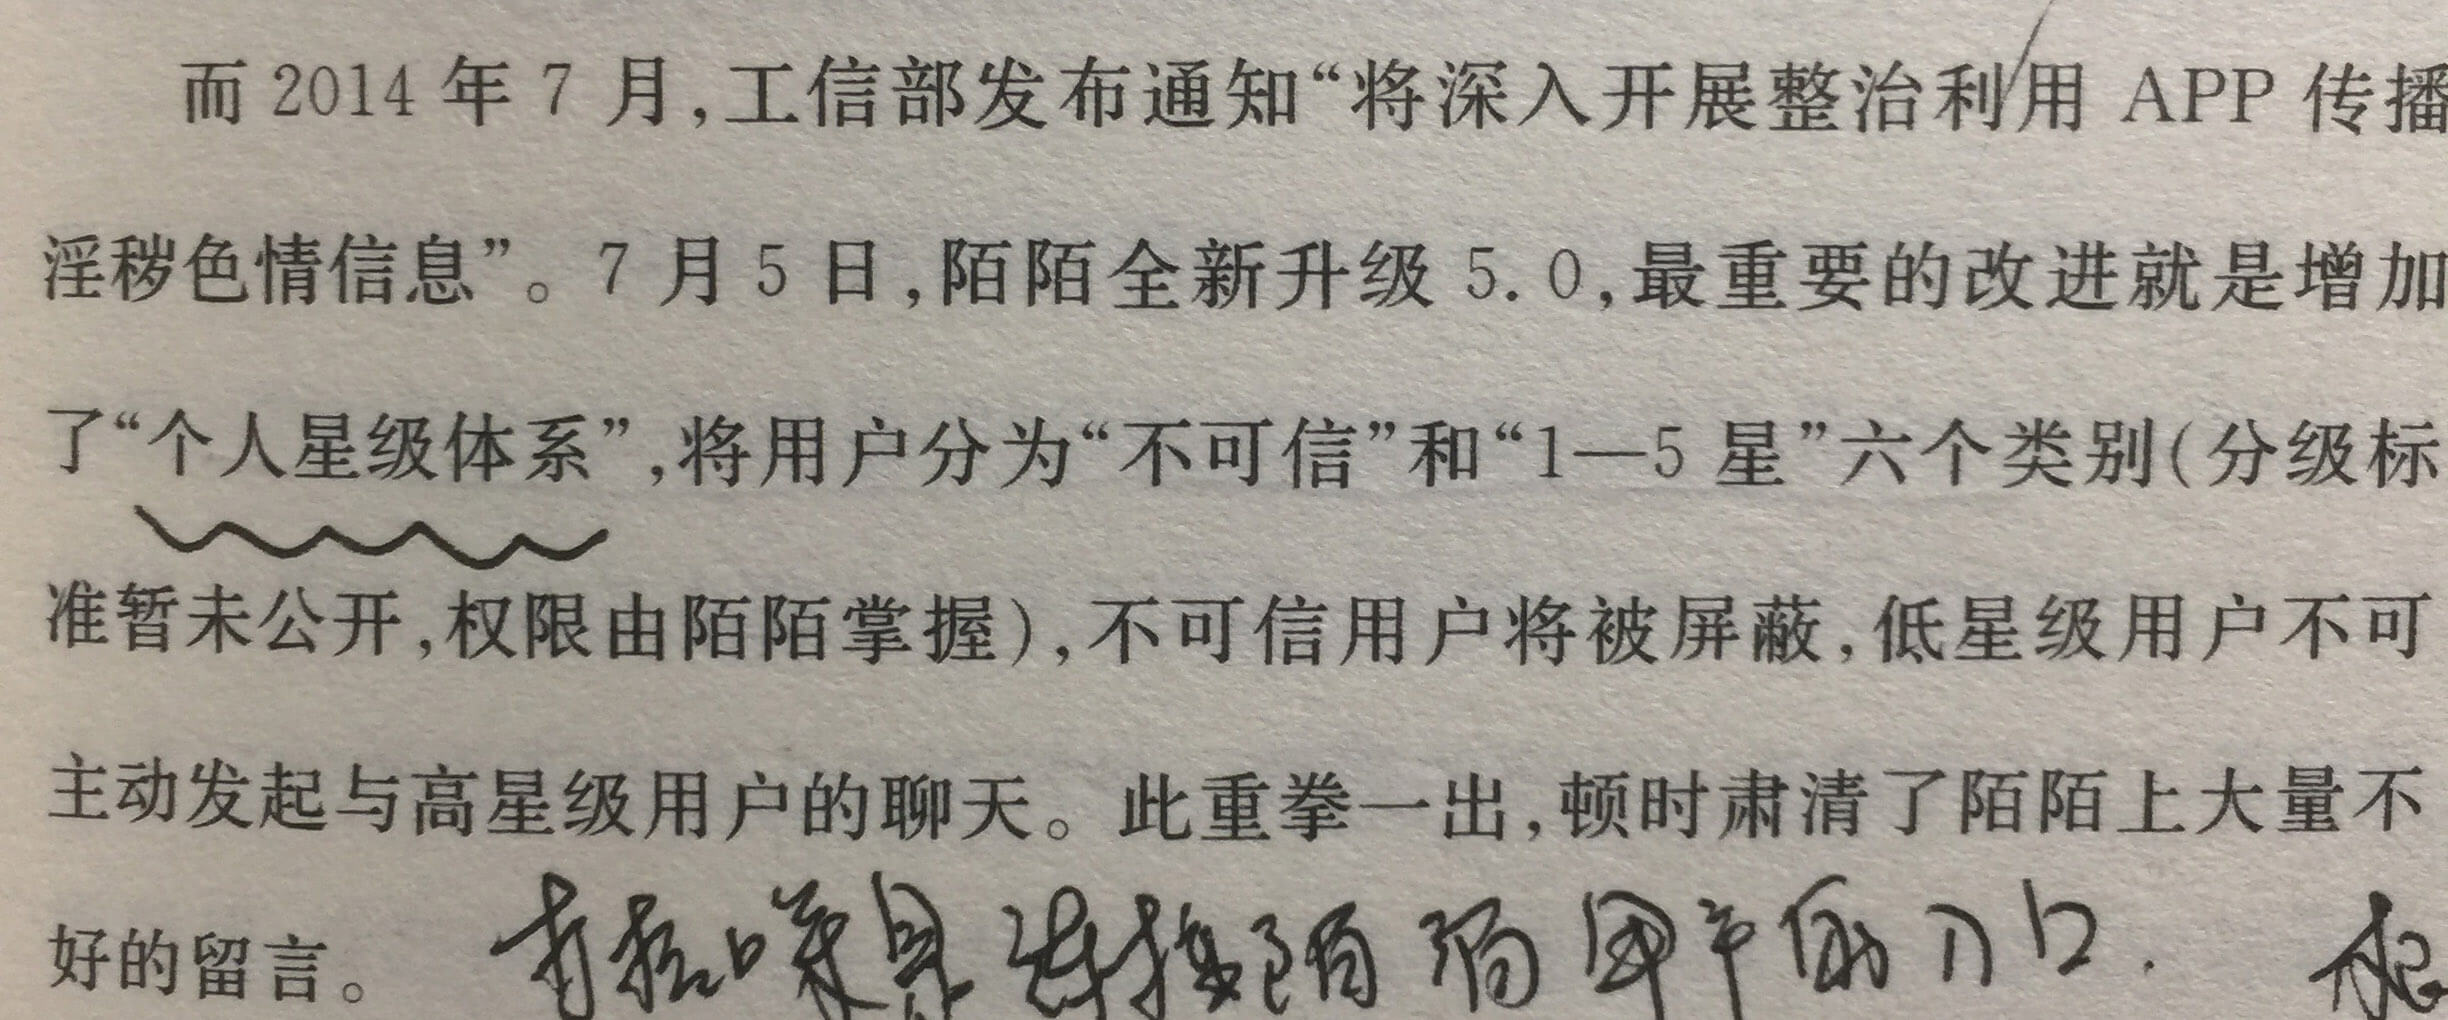 而 2014 年 7 月,工信部发布通知“将深入开展整治利用 APP 传播
淫秽色情信息”。7 月 5 日,陌陌全新升级 5.0,最重要的改进就是增加
了“个人星级体系”,将用户分为“不可信”和“1—5 星”六个类别(分级标
准暂未公开,权限由陌陌掌握),不可信用户将被屏蔽,低星级用户不可
主动发起与高星级用户的聊天。此重拳一出,顿时肃清了陌陌上大量不
好的留言。